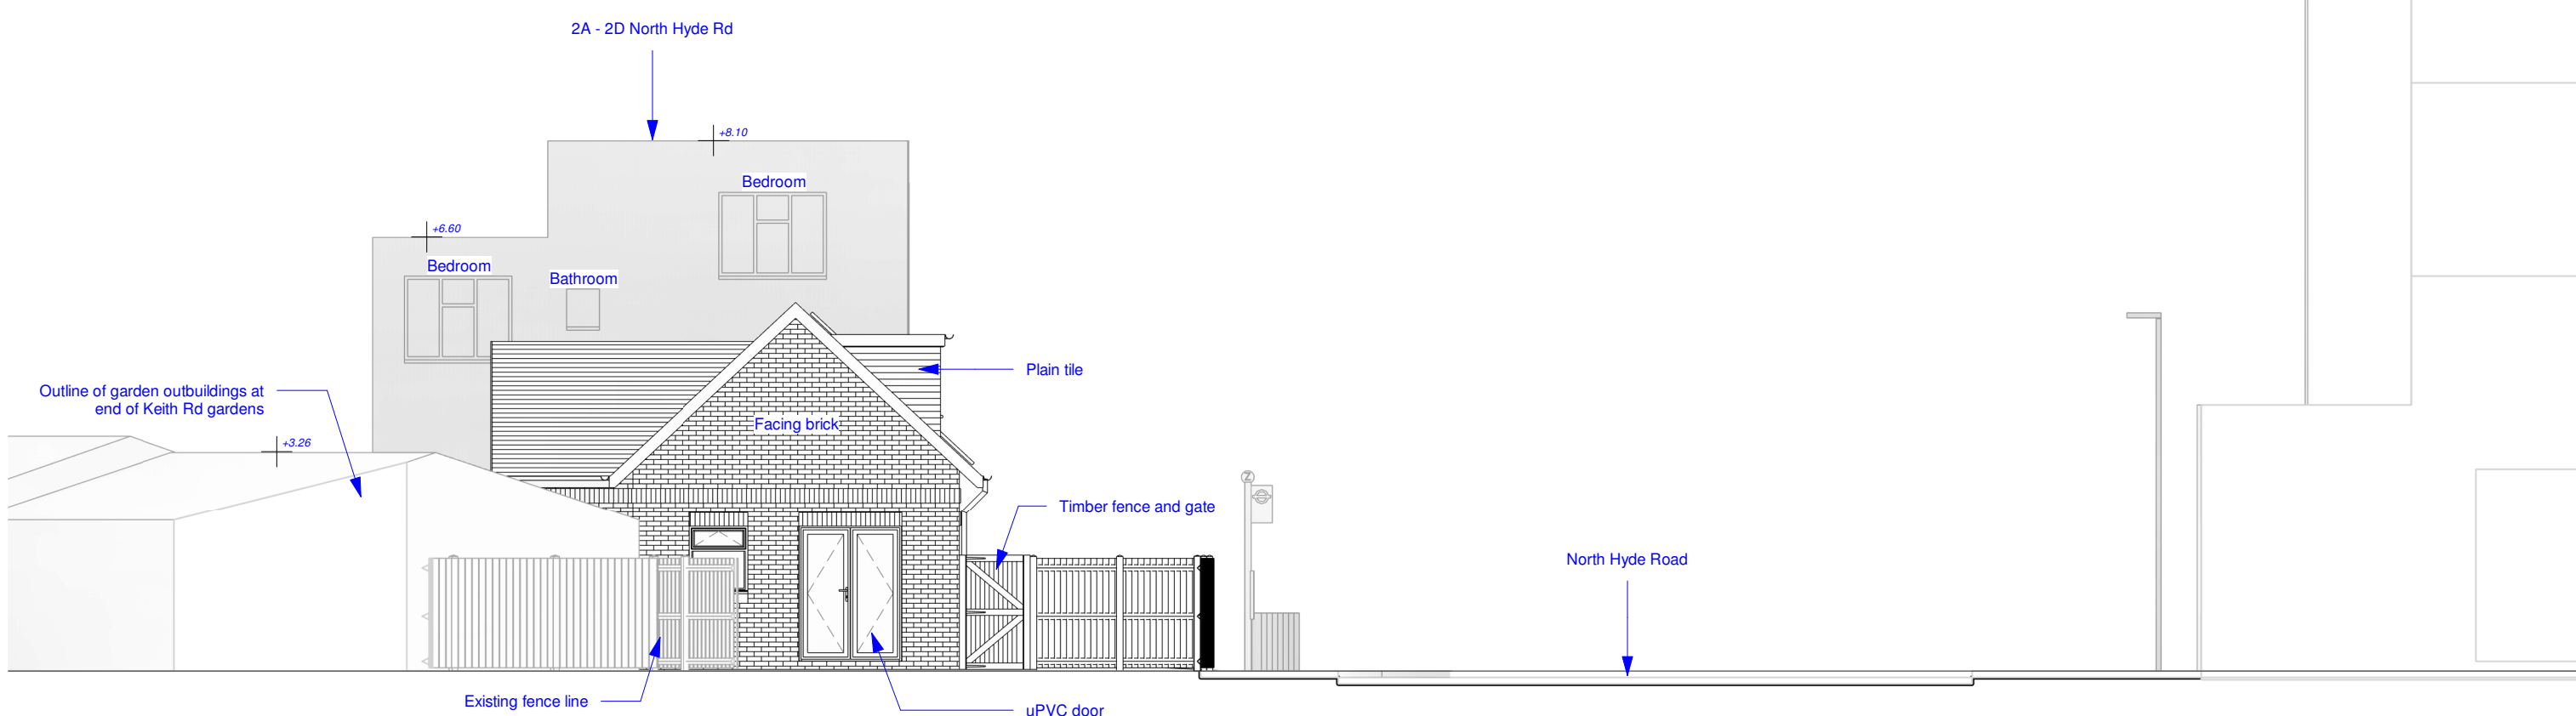 2A - 2D North Hyde Rd
+8.10
Bedroom
+6.60
Bedroom
Bathroom
Plain tile
Outline of garden outbuildings at
end of Keith Rd gardens
Facing brick
+3.26
Z
Timber fence and gate
North Hyde Road
Existing fence line
uPVC door